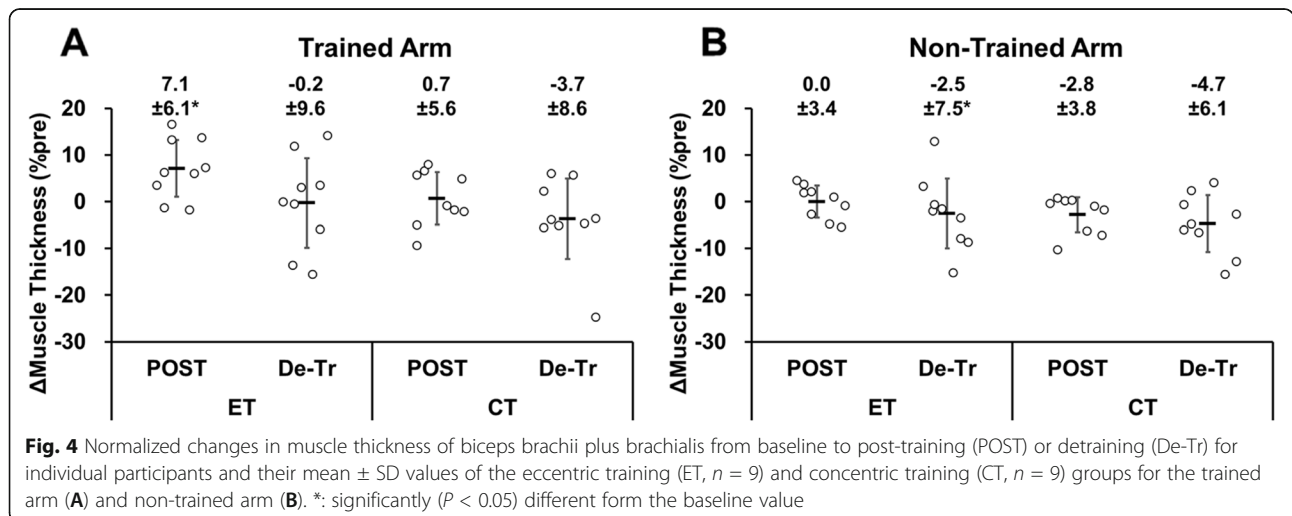 A
Trained Arm
7.1 -0.2 0.7 -3.7
±6.1* ±9.6 ±5.6 ±8.6
ΔMuscle Thickness (%pre)
20
10
0
-10
-20
-30
POST De-Tr POST De-Tr
ET CT
B
Non-Trained Arm
0.0 -2.5 -2.8 -4.7
±3.4 ±7.5* ±3.8 ±6.1
ΔMuscle Thickness (%pre)
20
10
0
-10
-20
-30
POST De-Tr POST De-Tr
ET CT
Fig. 4 Normalized changes in muscle thickness of biceps brachii plus brachialis from baseline to post-training (POST) or detraining (De-Tr) for
individual participants and their mean ± SD values of the eccentric training (ET, n = 9) and concentric training (CT, n = 9) groups for the trained
arm (A) and non-trained arm (B). *: significantly (P < 0.05) different form the baseline value